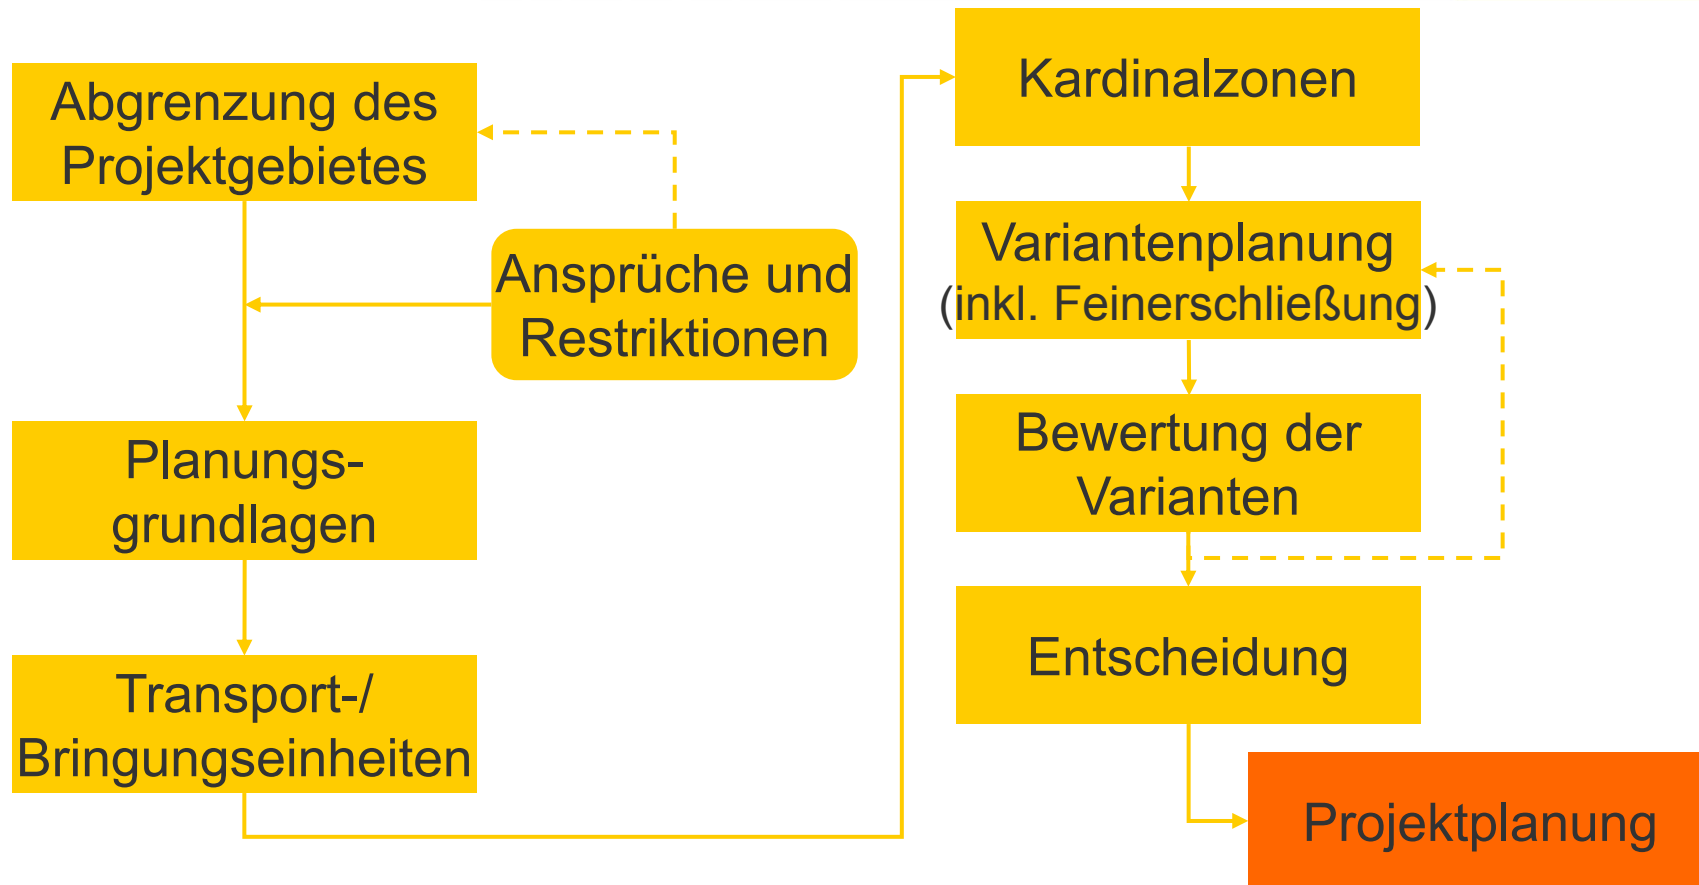 Abgrenzung des
Projektgebietes
Ansprüche und
Restriktionen
Planungs-
grundlagen
Transport-/
Bringungseinheiten
Kardinalzonen
Variantenplanung
(inkl. Feinerschließung)
Bewertung der
Varianten
Entscheidung
Projektplanung